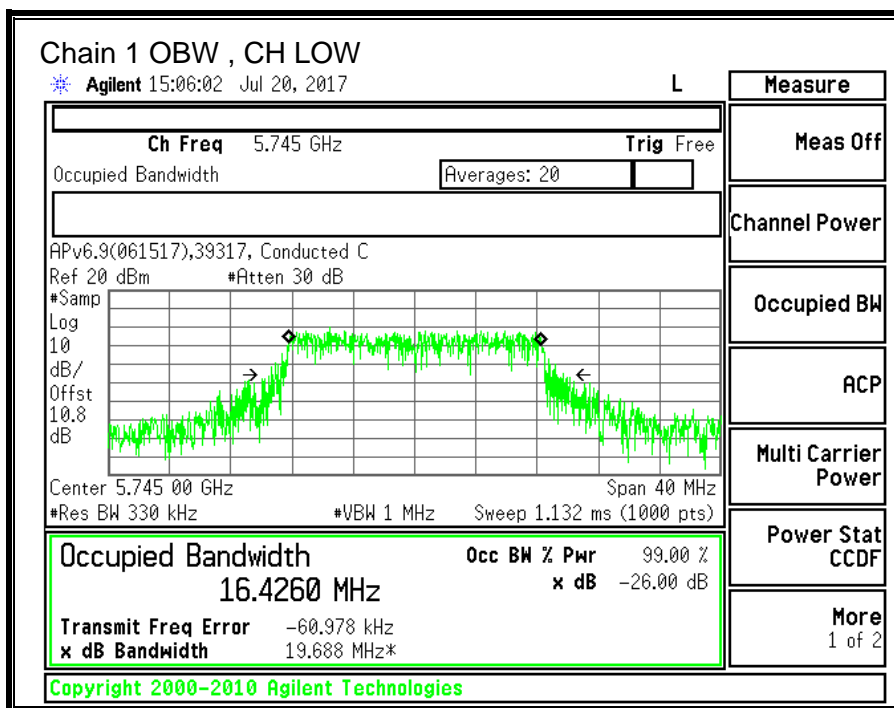 Chain 1 OBW , CH LOW
Agilent 15:06:02 Jul 20, 2017 L
Measure
Ch Freq 5.745 GHz Trig Free
Meas Off
Occupied Bandwidth Averages: 20
Channel Power
APv6.9(061517),39317, Conducted C
Ref 20 dBm #Atten 30 dB
#Samp
Log
10
dB/
Offst
10.8
dB
Occupied BW
ACP
Multi Carrier
Power
Center 5.745 00 GHz Span 40 MHz
#Res BW 330 kHz #VBW 1 MHz Sweep 1.132 ms (1000 pts)
Power Stat
CCDF
Occupied Bandwidth Occ BW % Pwr 99.00 %
16.4260 MHz x dB -26.00 dB
Transmit Freq Error -60.978 kHz
x dB Bandwidth 19.688 MHz*
More
1 of 2
Copyright 2000-2010 Agilent Technologies